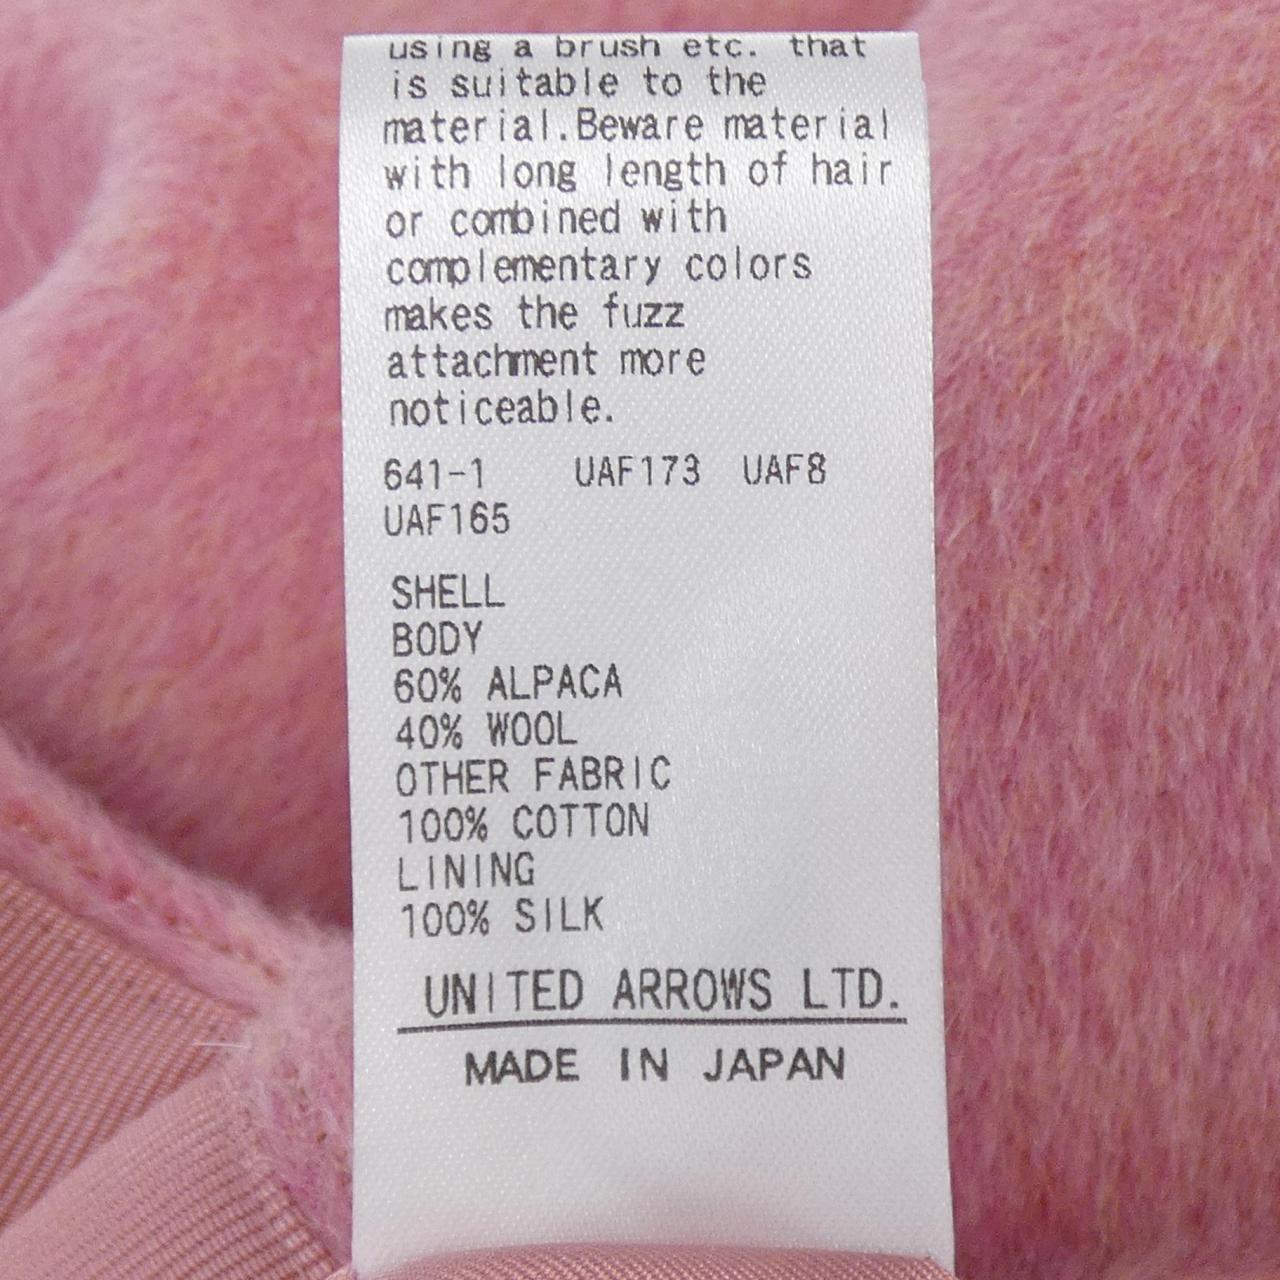 using a brush etc. that
is suitable to the
material.Beware material
with long length of hair
or combined with
complementary colors
makes the fuzz
attachment more
noticeable.
641-1 UAF173 UAF8
UAF165
SHELL
BODY
60% ALPACA
40% WOOL
OTHER FABRIC
100% COTTON
LINING
100% SILK
UNITED ARROWS LTD.
MADE IN JAPAN